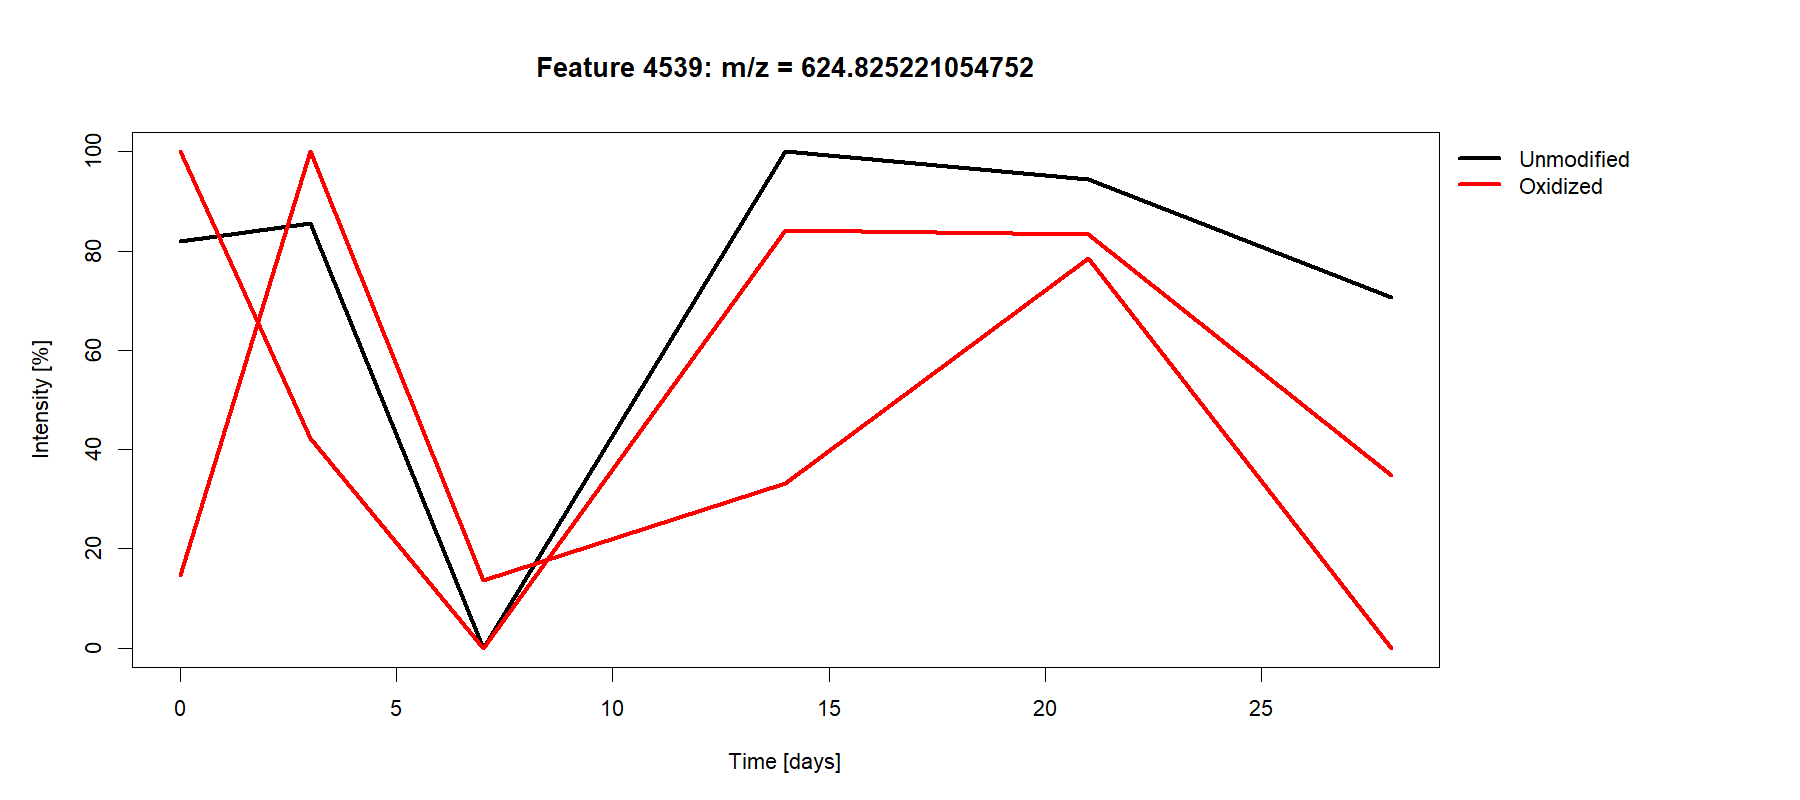 Feature 4539: m/z = 624.825221054752
Unmodified
Oxidized
Intensity [%]
100
80
60
40
20
0
0 5 10 15 20 25
Time [days]